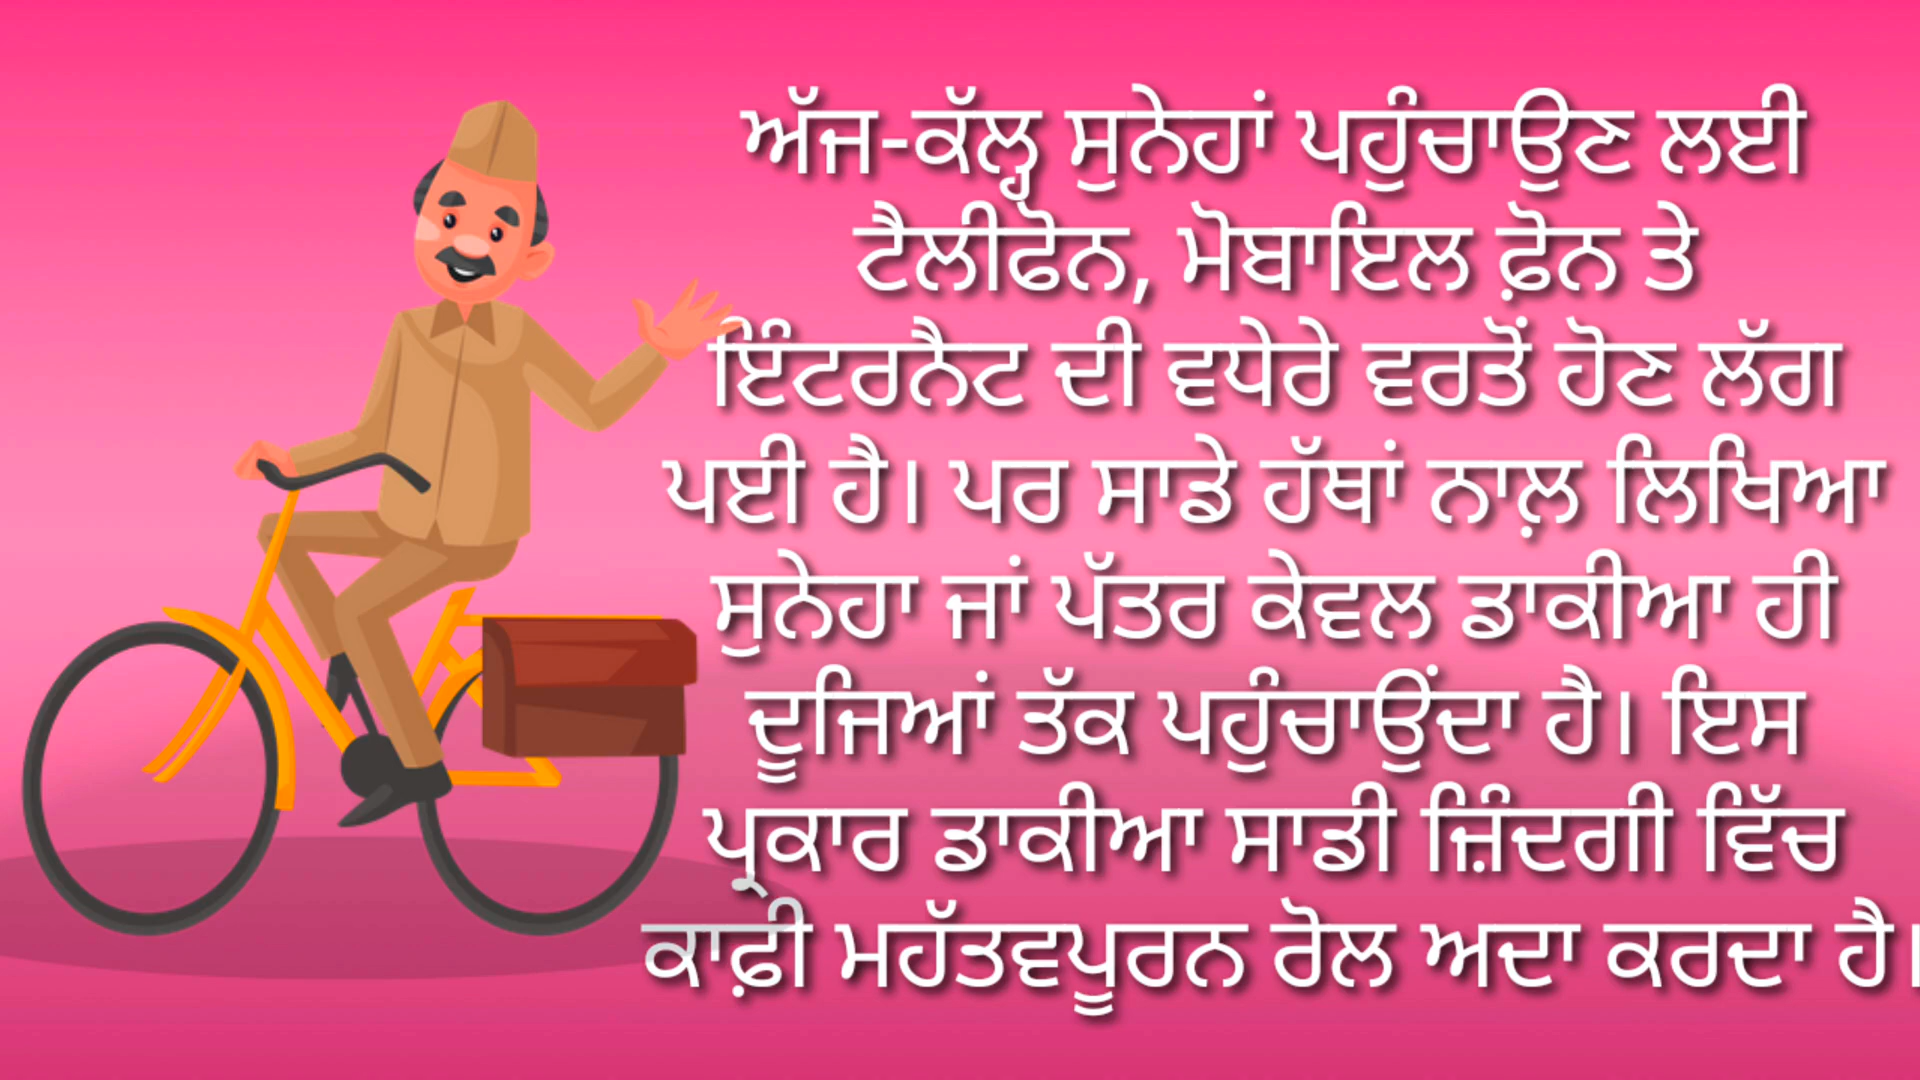 ਅੱਜ-ਕੱਲ੍ਹ ਸੁਨੇਹਾਂ ਪਹੁੰਚਾਉਣ ਲਈ
ਟੈਲੀਫੋਨ, ਮੋਬਾਇਲ ਫ਼ੋਨ ਤੇ
ਇੰਟਰਨੈਟ ਦੀ ਵਧੇਰੇ ਵਰਤੋਂ ਹੋਣ ਲੱਗ
ਪਈ ਹੈ। ਪਰ ਸਾਡੇ ਹੱਥਾਂ ਨਾਲ਼ ਲਿਖਿਆ
ਸੁਨੇਹਾ ਜਾਂ ਪੱਤਰ ਕੇਵਲ ਡਾਕੀਆ ਹੀ
ਦੂਜਿਆਂ ਤੱਕ ਪਹੁੰਚਾਉਂਦਾ ਹੈ। ਇਸ
ਪ੍ਰਕਾਰ ਡਾਕੀਆ ਸਾਡੀ ਜ਼ਿੰਦਗੀ ਵਿੱਚ
ਕਾਫ਼ੀ ਮਹੱਤਵਪੂਰਨ ਰੋਲ ਅਦਾ ਕਰਦਾ ਹੈ।